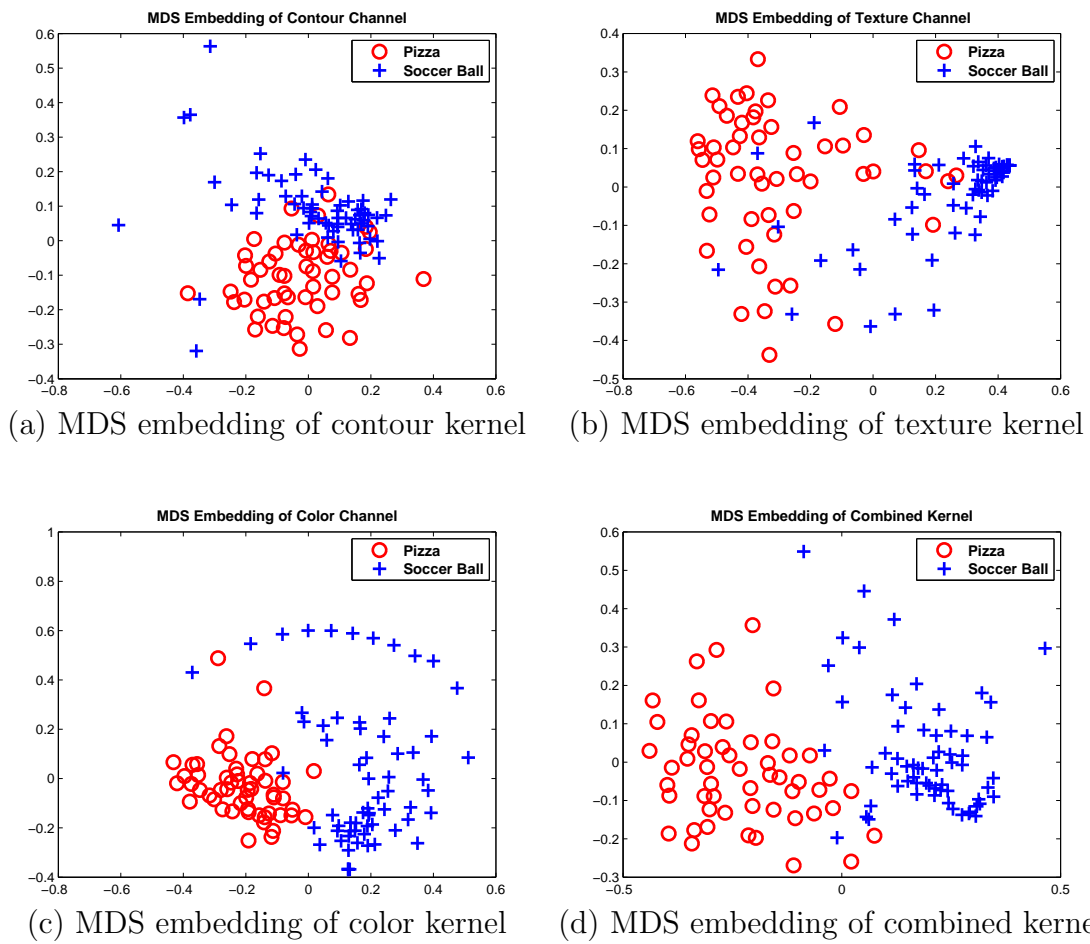 MDS Embedding of Contour Channel
0.6
0.5
0.4
0.3
0.2
0.1
0
−0.1
−0.2
−0.3
−0.4
−0.8 −0.6 −0.4 −0.2 0 0.2 0.4 0.6
Pizza
Soccer Ball
(a) MDS embedding of contour kernel
MDS Embedding of Texture Channel
0.4
0.3
0.2
0.1
0
−0.1
−0.2
−0.3
−0.4
−0.5
−0.8 −0.6 −0.4 −0.2 0 0.2 0.4 0.6
Pizza
Soccer Ball
(b) MDS embedding of texture kernel
MDS Embedding of Color Channel
1
0.8
0.6
0.4
0.2
0
−0.2
−0.4
−0.8 −0.6 −0.4 −0.2 0 0.2 0.4 0.6
Pizza
Soccer Ball
(c) MDS embedding of color kernel
MDS Embedding of Combined Kernel
0.6
0.5
0.4
0.3
0.2
0.1
0
−0.1
−0.2
−0.3
−0.5 0 0.5
Pizza
Soccer Ball
(d) MDS embedding of combined kern